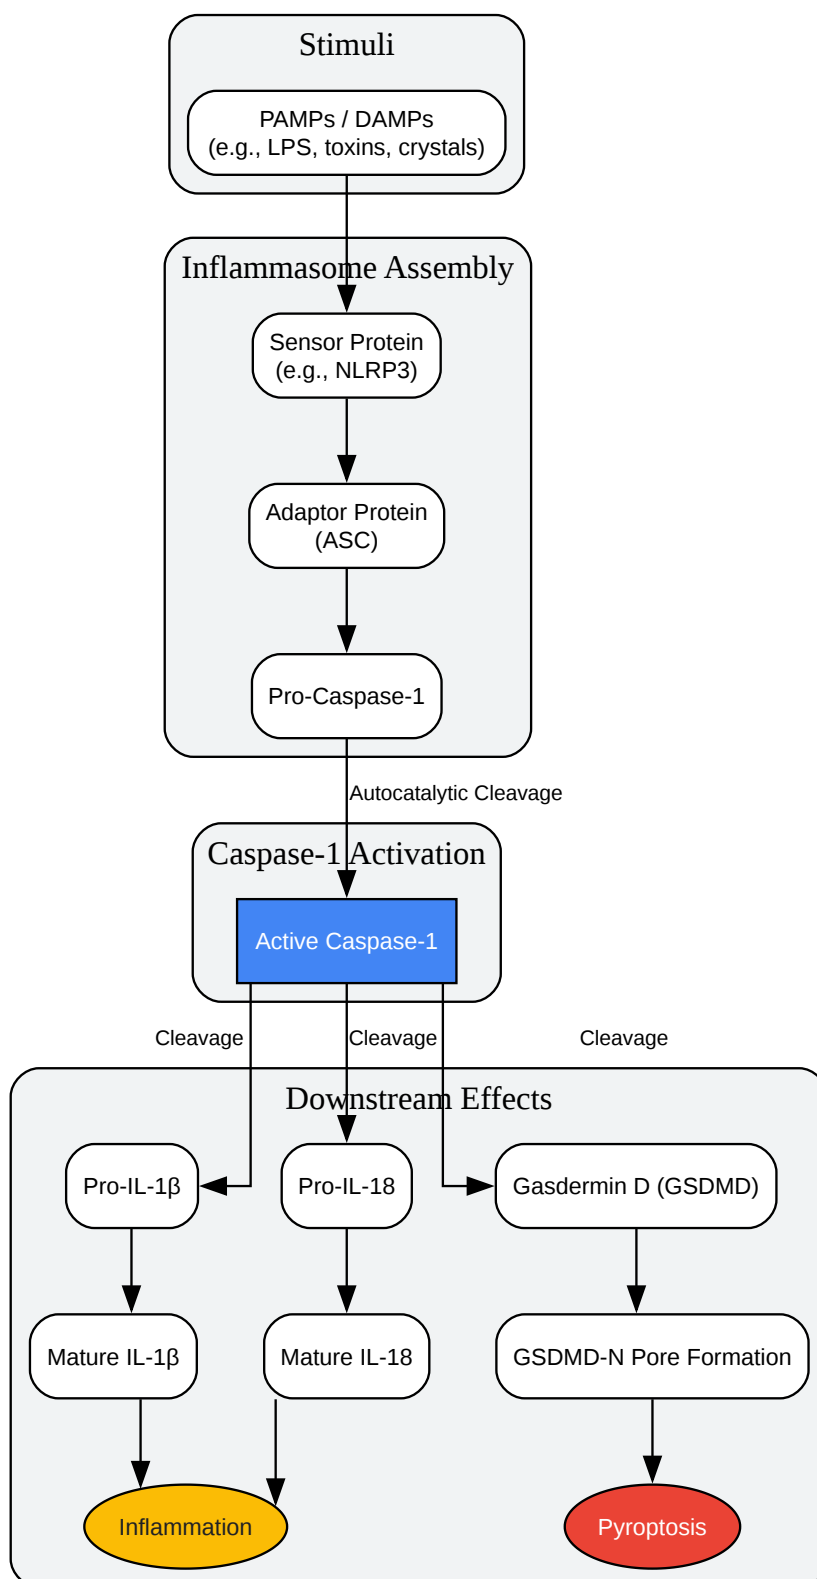 Stimuli
PAMPs / DAMPs
(e.g., LPS, toxins, crystals)
Inflammasome Assembly
Sensor Protein
(e.g., NLRP3)
Adaptor Protein
(ASC)
Pro-Caspase-1
Autocatalytic Cleavage
Caspase-1 Activation
Active Caspase-1
Cleavage
Cleavage
Cleavage
Downstream Effects
Pro-IL-1β
Pro-IL-18
Gasdermin D (GSDMD)
Mature IL-1β
Mature IL-18
GSDMD-N Pore Formation
Inflammation
Pyroptosis